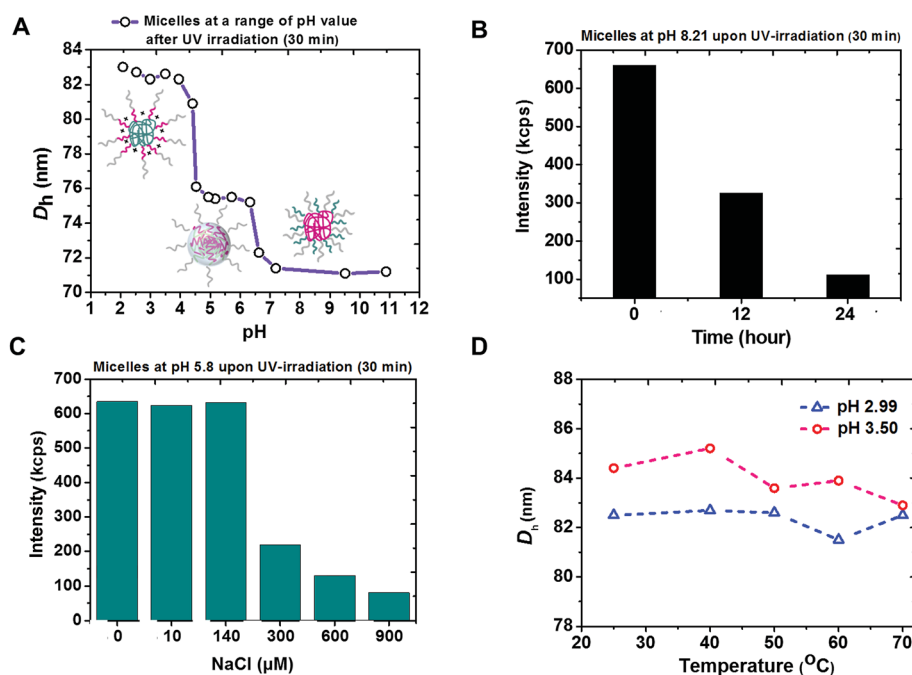 A
Micelles at a range of pH value
after UV irradiation (30 min)
84
82
80
78
76
74
72
70
Dh (nm)
1 2 3 4 5 6 7 8 9 10 11 12
pH
B
Micelles at pH 8.21 upon UV-irradiation (30 min)
700
600
500
400
300
200
100
Intensity (kcps)
0 12 24
Time (hour)
C
Micelles at pH 5.8 upon UV-irradiation (30 min)
700
600
500
400
300
200
100
0
Intensity (kcps)
0 10 140 300 600 900
NaCl (µM)
D
88
86
84
82
80
78
Dh (nm)
pH 2.99
pH 3.50
20 30 40 50 60 70
Temperature (OC)